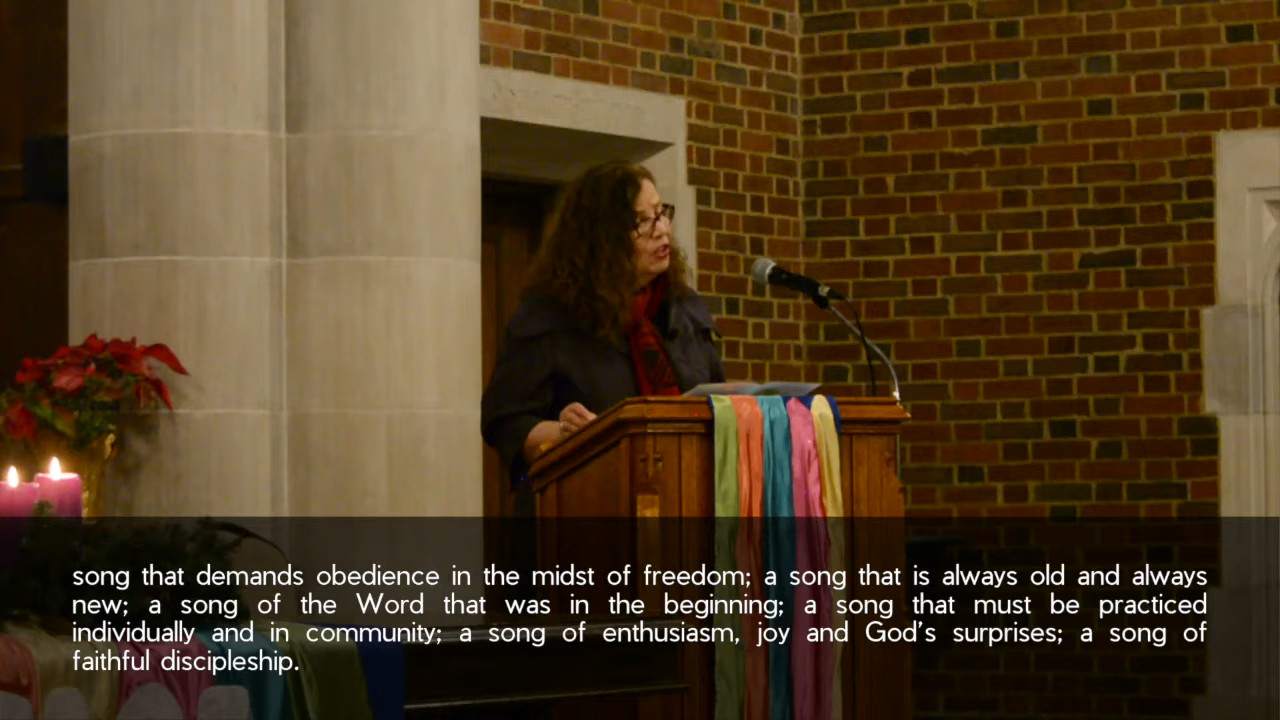 song that demands obedience in the midst of freedom; a song that is always old and always
new; a song of the Word that was in the beginning; a song that must be practiced
individually and in community; a song of enthusiasm, joy and God's surprises; a song of
faithful discipleship.